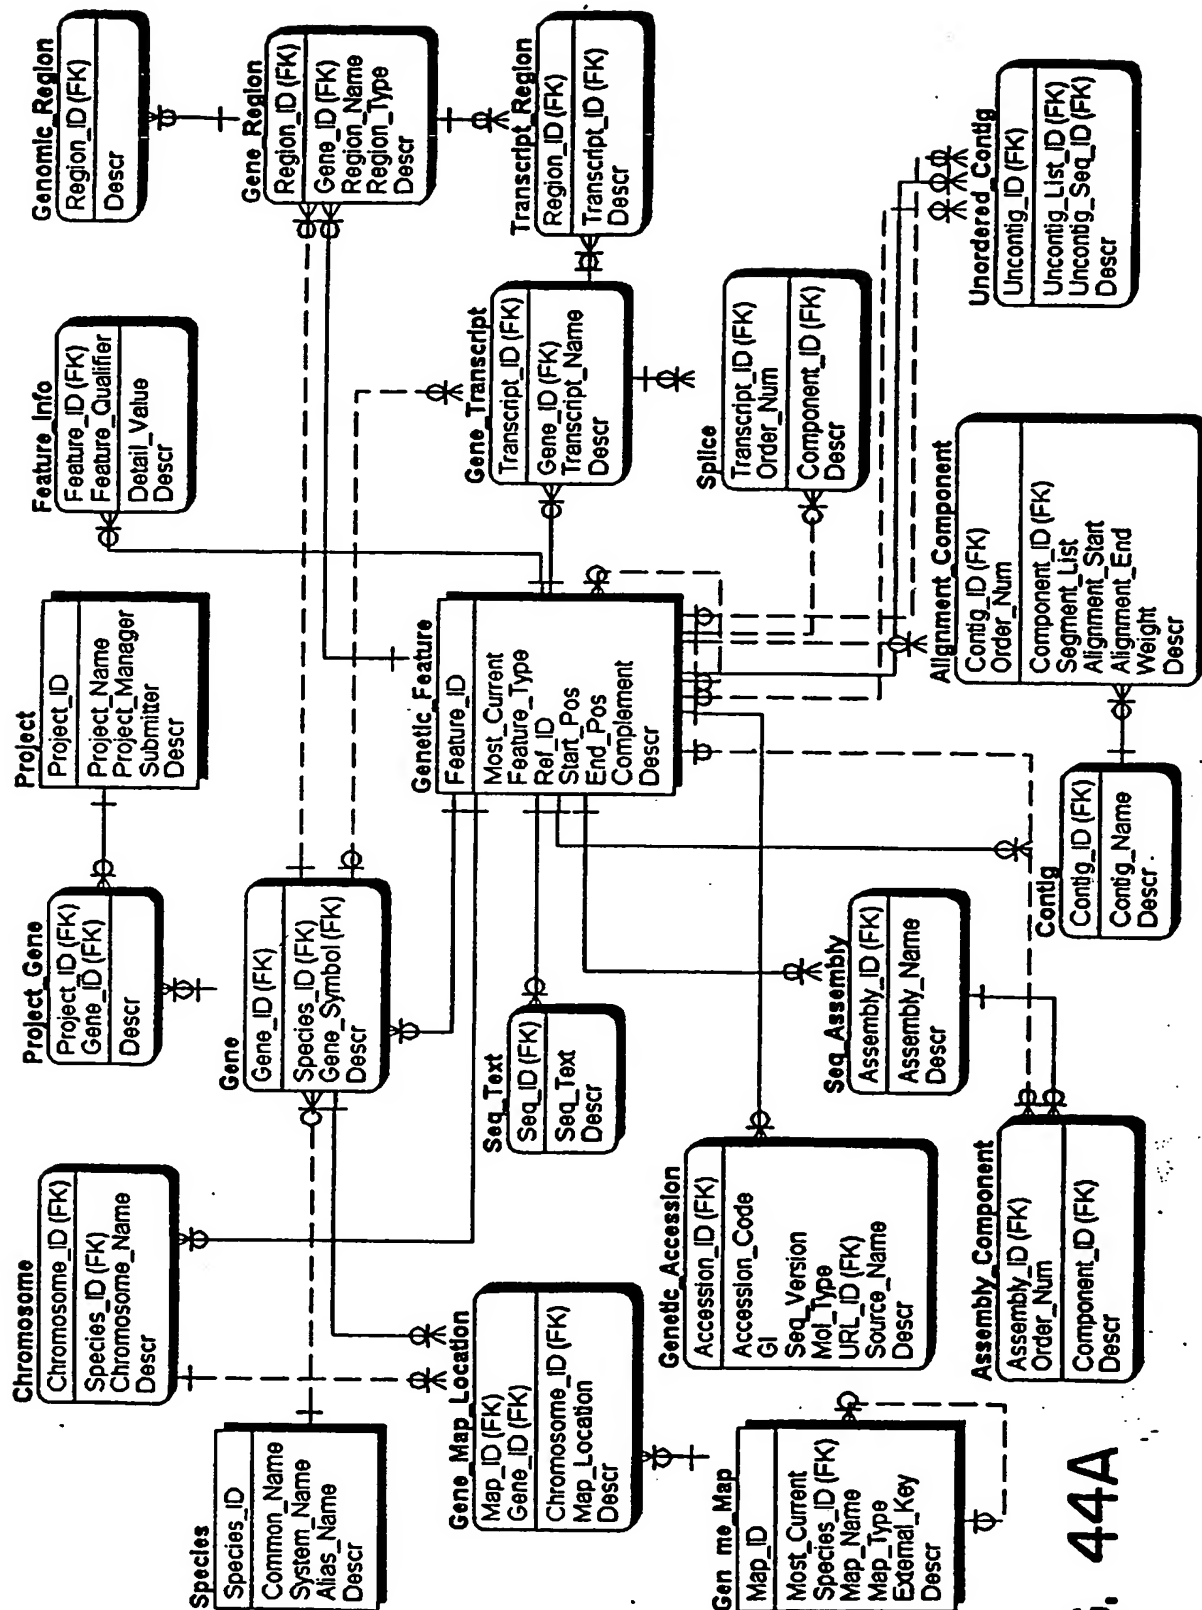 Genomic_Region
Region_ID (FK)
Descr
Gene_Region
Region_ID (FK)
Gene_ID (FK)
Region_Name
Region_Type
Descr
Transcript_Region
Region_ID (FK)
Transcript_ID (FK)
Descr
Unordered_Contig
Uncontig_ID (FK)
Uncontig_List_ID (FK)
Uncontig_Seq_ID (FK)
Descr
Feature_Info
Feature_ID (FK)
Feature_Qualifier
Detail_Value
Descr
Gene_Transcript
Transcript_ID (FK)
Gene_ID (FK)
Transcript_Name
Descr
Splice
Transcript_ID (FK)
Order_Num
Component_ID (FK)
Descr
Alignment_Component
Contig_ID (FK)
Order_Num
Component_ID (FK)
Segment_List
Alignment_Start
Alignment_End
Weight
Descr
Project
Project_ID
Project_Name
Project_Manager
Submitter
Descr
Genetic_Feature
Feature_ID
Most_Current
Feature_Type
Ref_ID
Start_Pos
End_Pos
Complement
Descr
Project_Gene
Project_ID (FK)
Gene_ID (FK)
Descr
Gene
Gene_ID (FK)
Species_ID (FK)
Gene_Symbol (FK)
Descr
Seq_Text
Seq_ID (FK)
Seq_Text
Descr
Seq_Assembly
Assembly_ID (FK)
Assembly_Name
Descr
Contig
Contig_ID (FK)
Contig_Name
Descr
Chromosome
Chromosome_ID (FK)
Species_ID (FK)
Chromosome_Name
Descr
Genetic_Accession
Accession_ID (FK)
Accession_Code
GI
Seq_Version
Mol_Type
URL_ID (FK)
Source_Name
Descr
Assembly_Component
Assembly_ID (FK)
Order_Num
Component_ID (FK)
Descr
Species
Species_ID
Common_Name
System_Name
Alias_Name
Descr
Gene_Map_Location
Map_ID (FK)
Gene_ID (FK)
Chromosome_ID (FK)
Map_Location
Descr
Gen me_Map
Map_ID
Most_Current
Species_ID (FK)
Map_Name
Map_Type
External_Key
Descr
44A